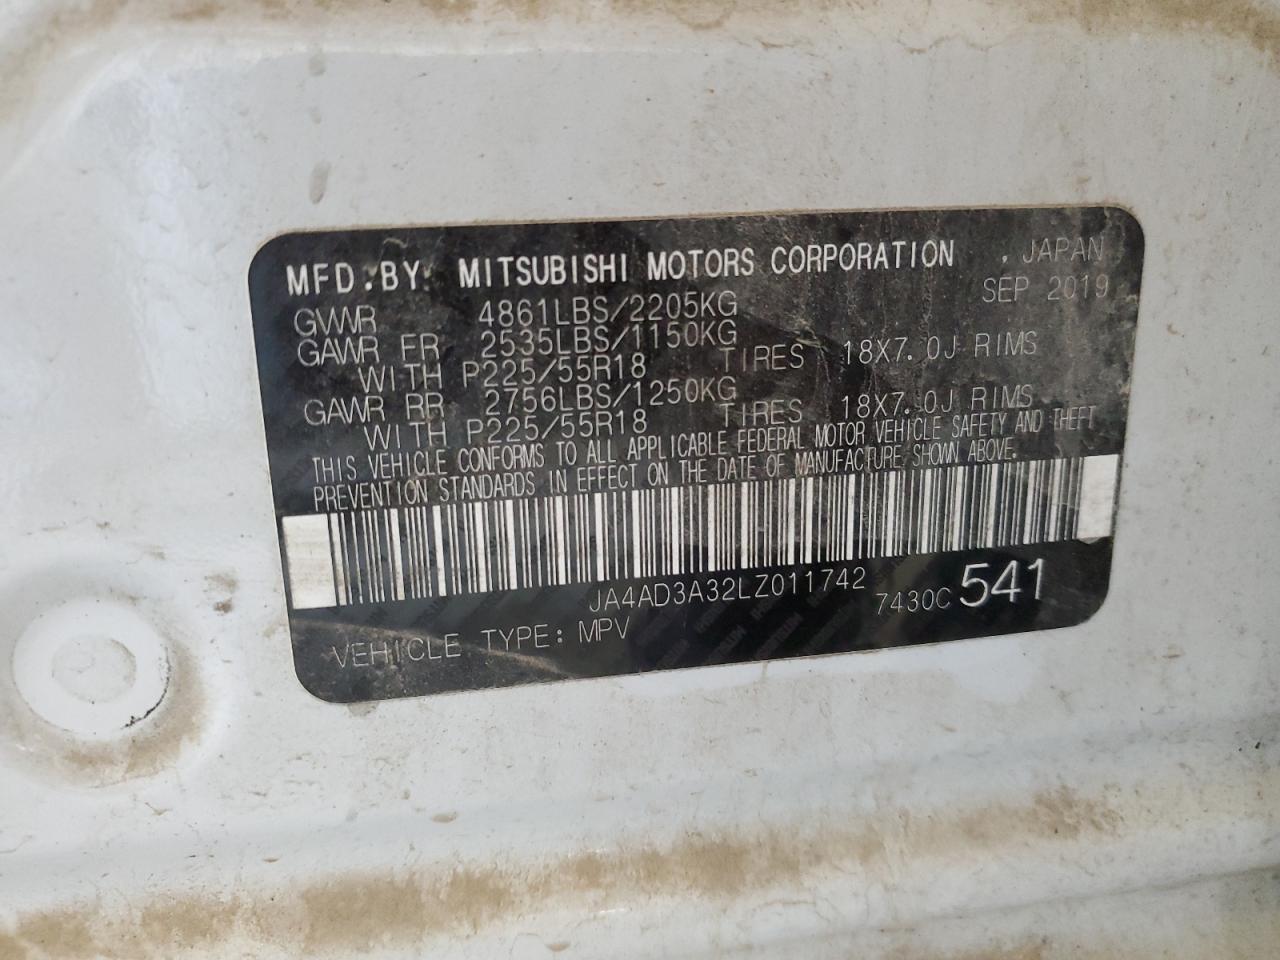 MFD.BY MITSUBISHI MOTORS CORPORATION , JAPAN
SEP 2019
GVWR 4861LBS/2205KG
GAWR FR 2535LBS/1150KG
WITH P225/55R18 TIRES 18X7.0J RIMS
GAWR RR 2756LBS/1250KG
WITH P225/55R18 TIRES 18X7.0J RIMS
THIS VEHICLE CONFORMS TO ALL APPLICABLE FEDERAL MOTOR VEHICLE SAFETY AND THEFT
PREVENTION STANDARDS IN EFFECT ON THE DATE OF MANUFACTURE SHOWN ABOVE.
JA4AD3A32LZ011742 7430C 541
VEHICLE TYPE: MPV